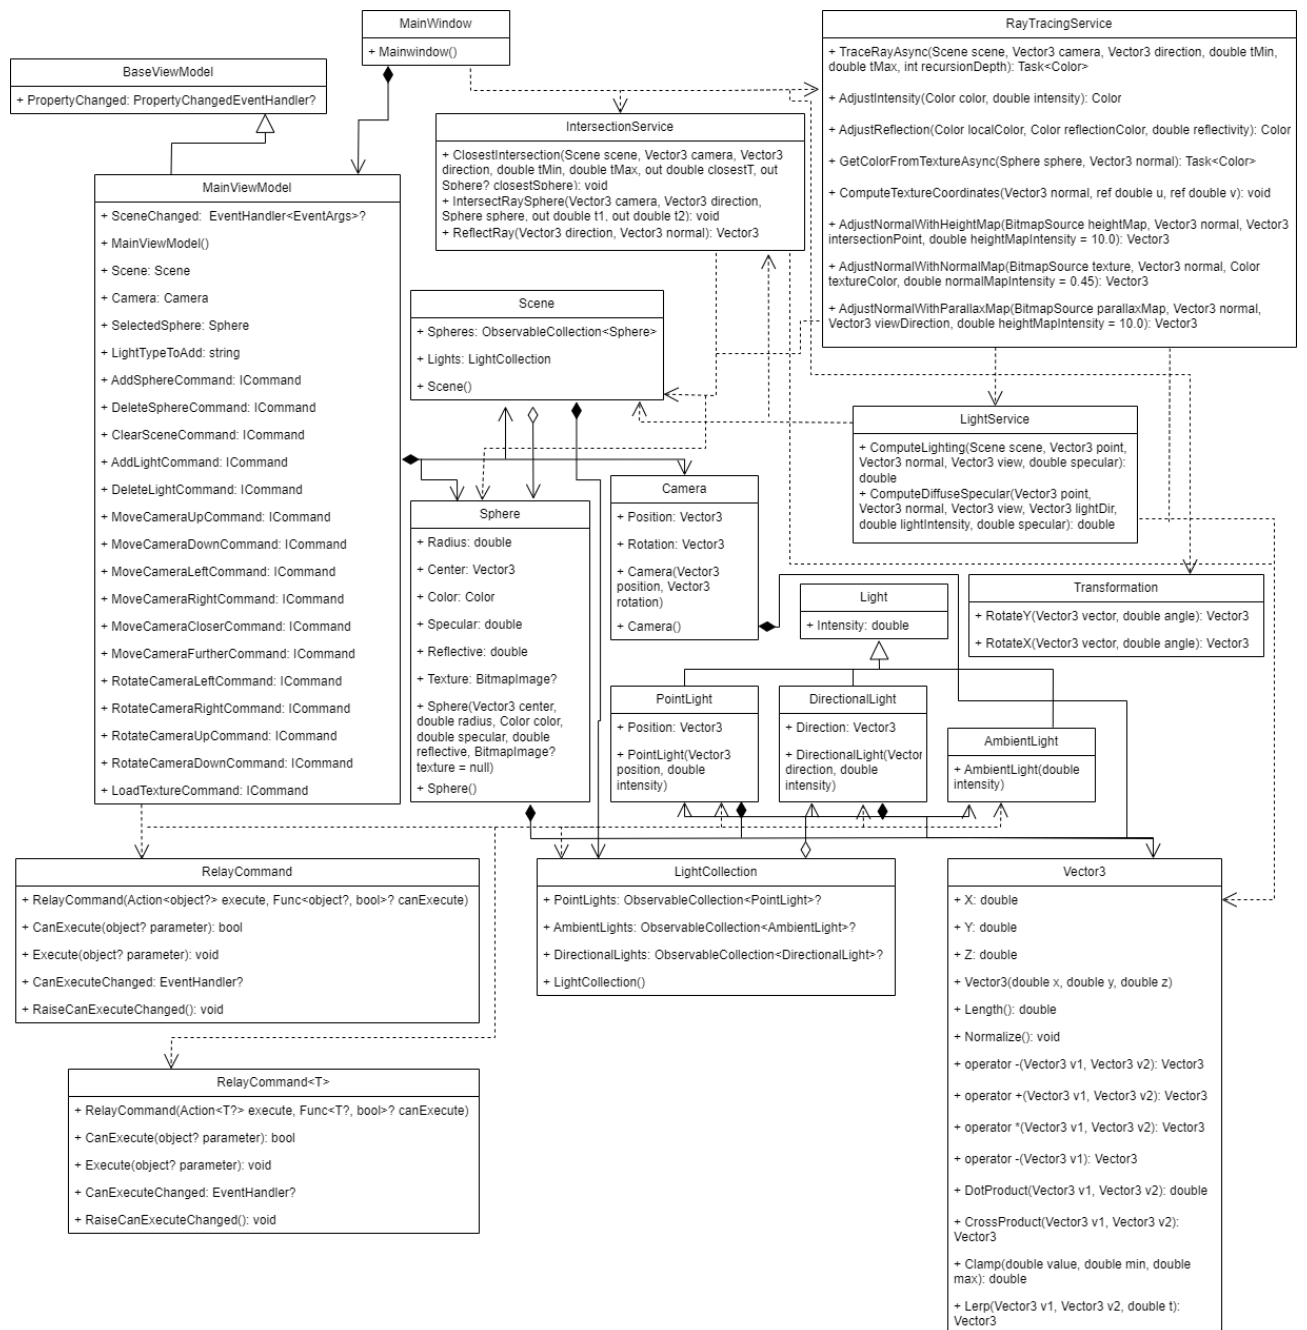 MainWindow
+ Mainwindow()
BaseViewModel
+ PropertyChanged: PropertyChangedEventHandler?
RayTracingService
+ TraceRayAsync(Scene scene, Vector3 camera, Vector3 direction, double tMin,
double tMax, int recursionDepth): Task<Color>
+ AdjustIntensity(Color color, double intensity): Color
+ AdjustReflection(Color localColor, Color reflectionColor, double reflectivity): Color
+ GetColorFromTextureAsync(Sphere sphere, Vector3 normal): Task<Color>
+ ComputeTextureCoordinates(Vector3 normal, ref double u, ref double v): void
+ AdjustNormalWithHeightMap(BitmapSource heightMap, Vector3 normal, Vector3
intersectionPoint, double heightMapIntensity = 10.0): Vector3
+ AdjustNormalWithNormalMap(BitmapSource texture, Vector3 normal, Color
textureColor, double normalMapIntensity = 0.45): Vector3
+ AdjustNormalWithParallaxMap(BitmapSource parallaxMap, Vector3 normal,
Vector3 viewDirection, double heightMapIntensity = 10.0): Vector3
IntersectionService
+ ClosestIntersection(Scene scene, Vector3 camera, Vector3
direction, double tMin, double tMax, out double closestT, out
Sphere? closestSphere): void
+ IntersectRaySphere(Vector3 camera, Vector3 direction,
Sphere sphere, out double t1, out double t2): void
+ ReflectRay(Vector3 direction, Vector3 normal): Vector3
MainViewModel
+ SceneChanged:  EventHandler<EventArgs>?
+ MainViewModel()
+ Scene: Scene
+ Camera: Camera
+ SelectedSphere: Sphere
+ LightTypeToAdd: string
+ AddSphereCommand: ICommand
+ DeleteSphereCommand: ICommand
+ ClearSceneCommand: ICommand
+ AddLightCommand: ICommand
+ DeleteLightCommand: ICommand
+ MoveCameraUpCommand: ICommand
+ MoveCameraDownCommand: ICommand
+ MoveCameraLeftCommand: ICommand
+ MoveCameraRightCommand: ICommand
+ MoveCameraCloserCommand: ICommand
+ MoveCameraFurtherCommand: ICommand
+ RotateCameraLeftCommand: ICommand
+ RotateCameraRightCommand: ICommand
+ RotateCameraUpCommand: ICommand
+ RotateCameraDownCommand: ICommand
+ LoadTextureCommand: ICommand
Scene
+ Spheres: ObservableCollection<Sphere>
+ Lights: LightCollection
+ Scene()
LightService
+ ComputeLighting(Scene scene, Vector3 point,
Vector3 normal, Vector3 view, double specular):
double
+ ComputeDiffuseSpecular(Vector3 point,
Vector3 normal, Vector3 view, Vector3 lightDir,
double lightIntensity, double specular): double
Sphere
+ Radius: double
+ Center: Vector3
+ Color: Color
+ Specular: double
+ Reflective: double
+ Texture: BitmapImage?
+ Sphere(Vector3 center,
double radius, Color color,
double specular, double
reflective, BitmapImage?
texture = null)
+ Sphere()
Camera
+ Position: Vector3
+ Rotation: Vector3
+ Camera(Vector3
position, Vector3
rotation)
+ Camera()
Light
+ Intensity: double
Transformation
+ RotateY(Vector3 vector, double angle): Vector3
+ RotateX(Vector3 vector, double angle): Vector3
PointLight
+ Position: Vector3
+ PointLight(Vector3
position, double
intensity)
DirectionalLight
+ Direction: Vector3
+ DirectionalLight(Vector
direction, double
intensity)
AmbientLight
+ AmbientLight(double
intensity)
RelayCommand
+ RelayCommand(Action<object?> execute, Func<object?, bool>? canExecute)
+ CanExecute(object? parameter): bool
+ Execute(object? parameter): void
+ CanExecuteChanged: EventHandler?
+ RaiseCanExecuteChanged(): void
LightCollection
+ PointLights: ObservableCollection<PointLight>?
+ AmbientLights: ObservableCollection<AmbientLight>?
+ DirectionalLights: ObservableCollection<DirectionalLight>?
+ LightCollection()
Vector3
+ X: double
+ Y: double
+ Z: double
+ Vector3(double x, double y, double z)
+ Length(): double
+ Normalize(): void
+ operator -(Vector3 v1, Vector3 v2): Vector3
+ operator +(Vector3 v1, Vector3 v2): Vector3
+ operator *(Vector3 v1, Vector3 v2): Vector3
+ operator -(Vector3 v1): Vector3
+ DotProduct(Vector3 v1, Vector3 v2): double
+ CrossProduct(Vector3 v1, Vector3 v2):
Vector3
+ Clamp(double value, double min, double
max): double
+ Lerp(Vector3 v1, Vector3 v2, double t):
Vector3
RelayCommand<T>
+ RelayCommand(Action<T?> execute, Func<T?, bool>? canExecute)
+ CanExecute(object? parameter): bool
+ Execute(object? parameter): void
+ CanExecuteChanged: EventHandler?
+ RaiseCanExecuteChanged(): void